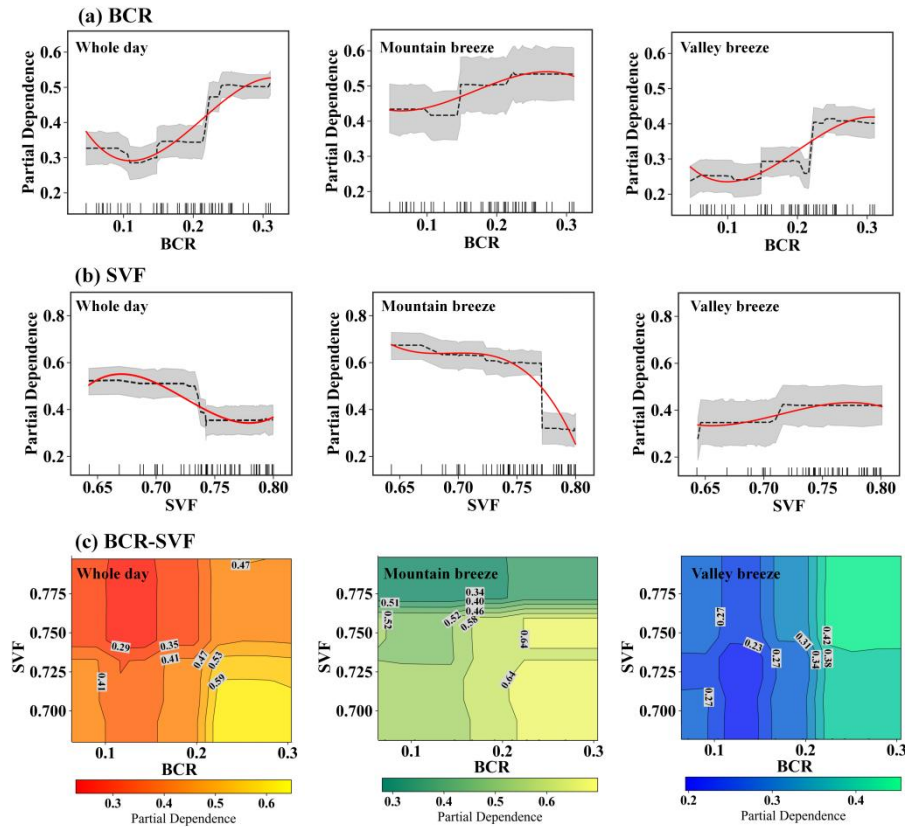 (a) BCR
Whole day
Mountain breeze
Valley breeze
Partial Dependence
0.6
0.5
0.4
0.3
0.2
0.1 0.2 0.3
BCR
Partial Dependence
0.6
0.5
0.4
0.3
0.2
0.1 0.2 0.3
BCR
Partial Dependence
0.6
0.5
0.4
0.3
0.2
0.1 0.2 0.3
BCR
(b) SVF
Whole day
Mountain breeze
Valley breeze
Partial Dependence
0.8
0.6
0.4
0.2
0.65 0.70 0.75 0.80
SVF
Partial Dependence
0.8
0.6
0.4
0.2
0.65 0.70 0.75 0.80
SVF
Partial Dependence
0.8
0.6
0.4
0.2
0.65 0.70 0.75 0.80
SVF
(c) BCR-SVF
Whole day
Mountain breeze
Valley breeze
SVF
0.775
0.750
0.725
0.700
0.47
0.29
0.35
0.41
0.47
0.53
0.59
0.41
0.1 0.2 0.3
BCR
0.3 0.4 0.5 0.6
Partial Dependence
SVF
0.775
0.750
0.725
0.700
0.34
0.40
0.46
0.51
0.52
0.52
0.58
0.64
0.64
0.1 0.2 0.3
BCR
0.3 0.4 0.5 0.6
Partial Dependence
SVF
0.775
0.750
0.725
0.700
0.27
0.23
0.27
0.31
0.34
0.38
0.42
0.27
0.1 0.2 0.3
BCR
0.2 0.3 0.4
Partial Dependence